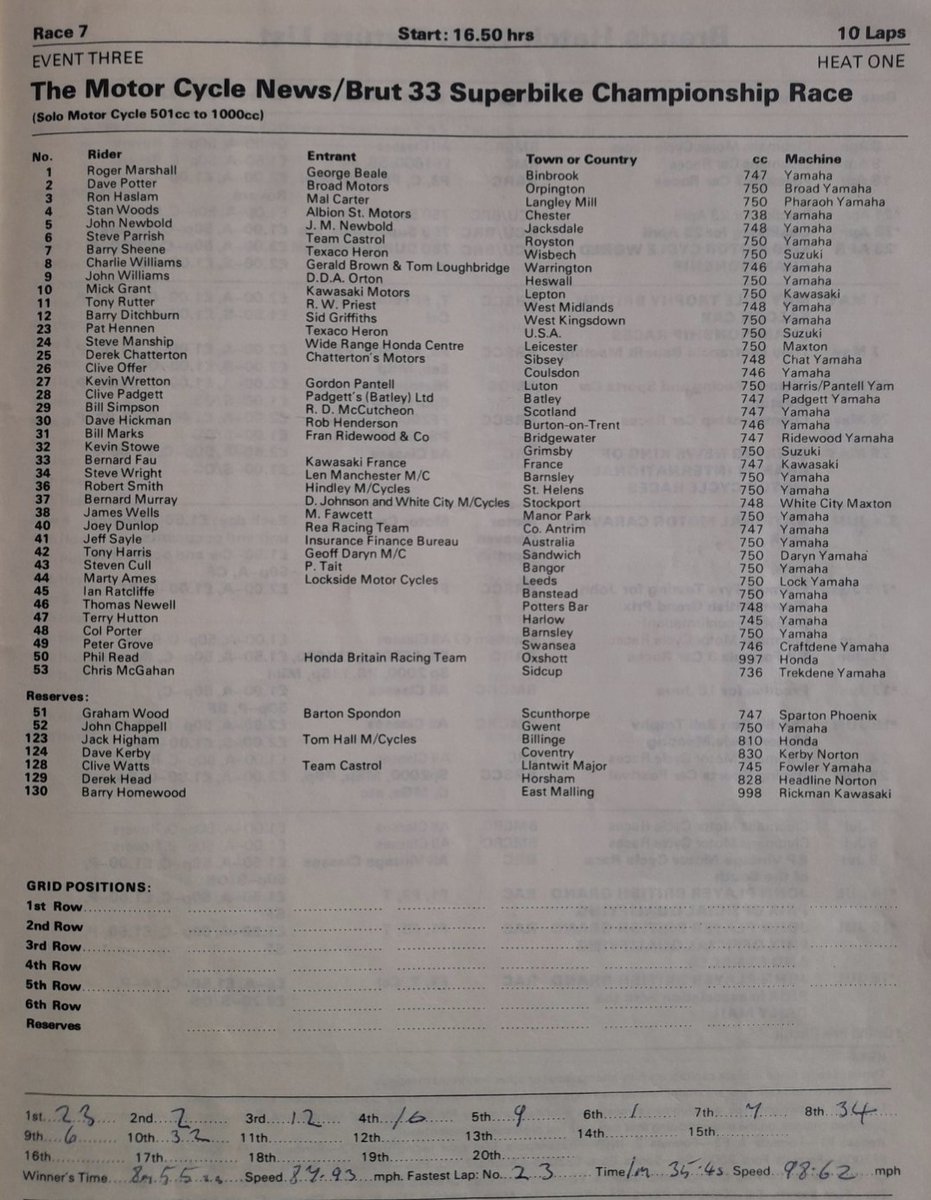 Race 7 Start: 16.50 hrs 10 Laps
EVENT THREE HEAT ONE
The Motor Cycle News/Brut 33 Superbike Championship Race
(Solo Motor Cycle 501cc to 1000cc)
No. Rider Entrant Town or Country cc Machine
1 Roger Marshall George Beale Binbrook 747 Yamaha
2 Dave Potter Broad Motors Orpington 750 Broad Yamaha
3 Ron Haslam Mal Carter Langley Mill 750 Pharaoh Yamaha
4 Stan Woods Albion St. Motors Chester 738 Yamaha
5 John Newbold J. M. Newbold Jacksdale 748 Yamaha
6 Steve Parrish Team Castrol Royston 750 Yamaha
7 Barry Sheene Texaco Heron Wisbech 750 Suzuki
8 Charlie Williams Gerald Brown & Tom Loughbridge Warrington 746 Yamaha
9 John Williams D.D.A. Orton Heswall 750 Yamaha
10 Mick Grant Kawasaki Motors Lepton 750 Kawasaki
11 Tony Rutter R. W. Priest West Midlands 748 Yamaha
12 Barry Ditchburn Sid Griffiths West Kingsdown 750 Yamaha
23 Pat Hennen Texaco Heron U.S.A. 750 Suzuki
24 Steve Manship Wide Range Honda Centre Leicester 750 Maxton
25 Derek Chatterton Chatterton's Motors Sibsey 748 Chat Yamaha
26 Clive Offer Coulsdon 746 Yamaha
27 Kevin Wretton Gordon Pantell Luton 750 Harris/Pantell Yam
28 Clive Padgett Padgett's (Batley) Ltd Batley 747 Padgett Yamaha
29 Bill Simpson R. D. McCutcheon Scotland 747 Yamaha
30 Dave Hickman Rob Henderson Burton-on-Trent 746 Yamaha
31 Bill Marks Fran Ridewood & Co Bridgewater 747 Ridewood Yamaha
32 Kevin Stowe Grimsby 750 Suzuki
33 Bernard Fau Kawasaki France France 747 Kawasaki
34 Steve Wright Len Manchester M/C Barnsley 750 Yamaha
36 Robert Smith Hindley M/Cycles St. Helens 750 Yamaha
37 Bernard Murray D. Johnson and White City M/Cycles Stockport 748 White City Maxton
38 James Wells M. Fawcett Manor Park 750 Yamaha
40 Joey Dunlop Rea Racing Team Co. Antrim 747 Yamaha
41 Jeff Sayle Insurance Finance Bureau Australia 750 Yamaha
42 Tony Harris Geoff Daryn M/C Sandwich 750 Daryn Yamaha
43 Steven Cull P. Tait Bangor 750 Yamaha
44 Marty Ames Lockside Motor Cycles Leeds 750 Lock Yamaha
45 Ian Ratcliffe Banstead 750 Yamaha
46 Thomas Newell Potters Bar 748 Yamaha
47 Terry Hutton Harlow 745 Yamaha
48 Col Porter Barnsley 750 Yamaha
49 Peter Grove Swansea 746 Craftdene Yamaha
50 Phil Read Honda Britain Racing Team Oxshott 997 Honda
53 Chris McGahan Sidcup 736 Trekdene Yamaha
Reserves:
51 Graham Wood Barton Spondon Scunthorpe 747 Sparton Phoenix
52 John Chappell Gwent 750 Yamaha
123 Jack Higham Tom Hall M/Cycles Billinge 810 Honda
124 Dave Kerby Coventry 830 Kerby Norton
128 Clive Watts Team Castrol Llantwit Major 745 Fowler Yamaha
129 Derek Head Horsham 828 Headline Norton
130 Barry Homewood East Malling 998 Rickman Kawasaki
GRID POSITIONS:
1st Row
2nd Row
3rd Row
4th Row
5th Row
6th Row
Reserves
1st 23 2nd 2 3rd 12 4th 5th 9 6th 1 7th 7 8th 34
9th 6 10th 32 11th 12th 13th 14th 15th
16th 17th 18th 19th 20th
Winner's Time 8m 55 Speed 87.93 mph. Fastest Lap: No. 23 Time 1m 35.4s Speed 98.62 mph